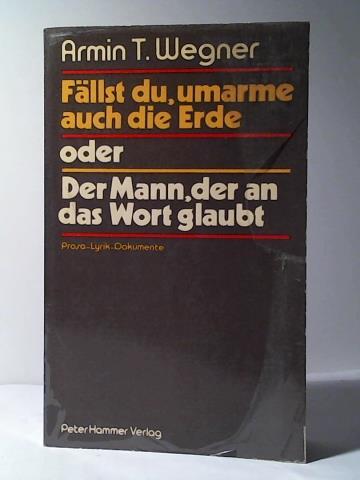 Armin T. Wegner
Fällst du, umarme
auch die Erde
oder
Der Mann, der an
das Wort glaubt
Prosa-Lyrik-Dokumente
Peter Hammer Verlag